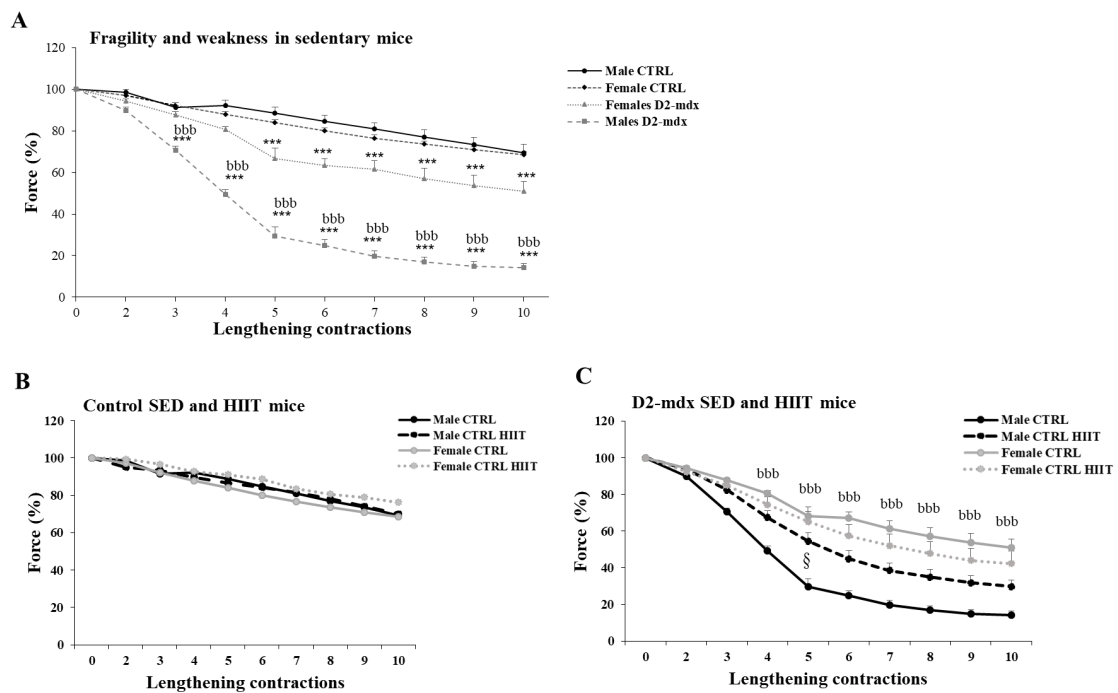 A
Fragility and weakness in sedentary mice
Male CTRL
Female CTRL
Females D2-mdx
Males D2-mdx
120
100
80
60
40
20
0
Force (%)
bbb
***
bbb
***
***
bbb
***
***
bbb
***
***
bbb
***
***
bbb
***
***
bbb
***
***
bbb
***
0 2 3 4 5 6 7 8 9 10
Lengthening contractions
B
Control SED and HIIT mice
Male CTRL
Male CTRL HIIT
Female CTRL
Female CTRL HIIT
120
100
80
60
40
20
0
Force (%)
0 2 3 4 5 6 7 8 9 10
Lengthening contractions
C
D2-mdx SED and HIIT mice
Male CTRL
Male CTRL HIIT
Female CTRL
Female CTRL HIIT
120
100
80
60
40
20
0
Force (%)
bbb bbb bbb bbb bbb bbb bbb
§
0 2 3 4 5 6 7 8 9 10
Lengthening contractions